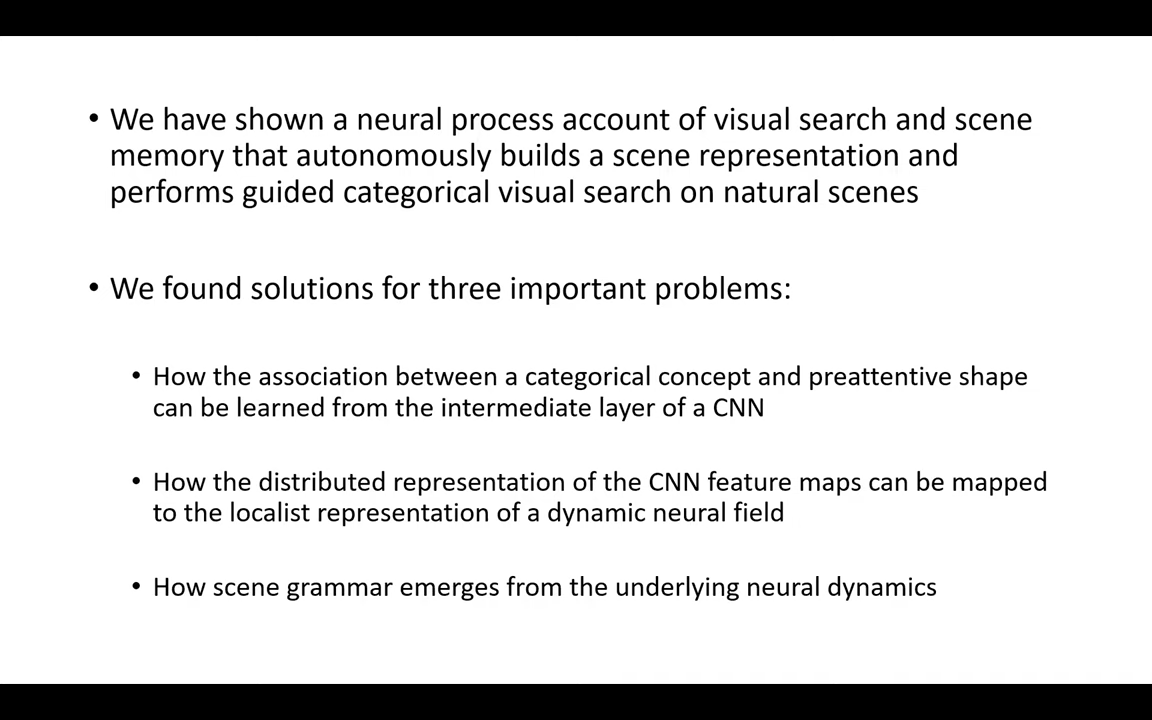 • We have shown a neural process account of visual search and scene
memory that autonomously builds a scene representation and
performs guided categorical visual search on natural scenes
• We found solutions for three important problems:
• How the association between a categorical concept and preattentive shape
can be learned from the intermediate layer of a CNN
• How the distributed representation of the CNN feature maps can be mapped
to the localist representation of a dynamic neural field
• How scene grammar emerges from the underlying neural dynamics